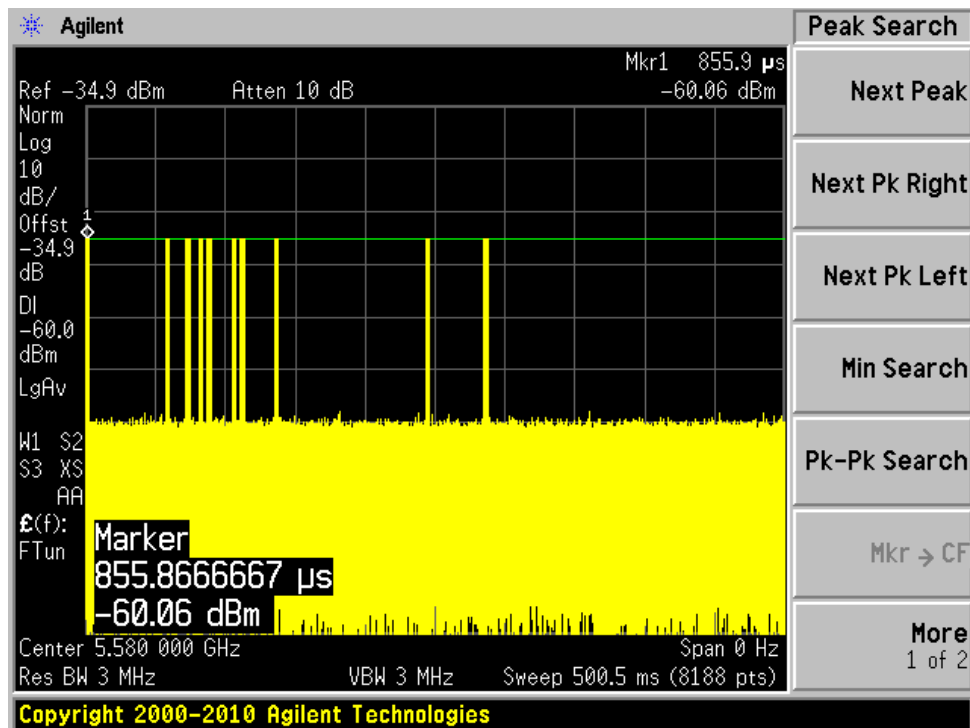 Agilent
Peak Search
Mkr1 855.9 µs
Ref −34.9 dBm Atten 10 dB −60.06 dBm
Norm
Log
10
dB/
Offst
−34.9
dB
DI
−60.0
dBm
LgAv
1
W1 S2
S3 XS
AA
£(f):
FTun
Marker
855.8666667 µs
−60.06 dBm
Center 5.580 000 GHz Span 0 Hz
Res BW 3 MHz VBW 3 MHz Sweep 500.5 ms (8188 pts)
Copyright 2000–2010 Agilent Technologies
Next Peak
Next Pk Right
Next Pk Left
Min Search
Pk–Pk Search
Mkr → CF
More
1 of 2